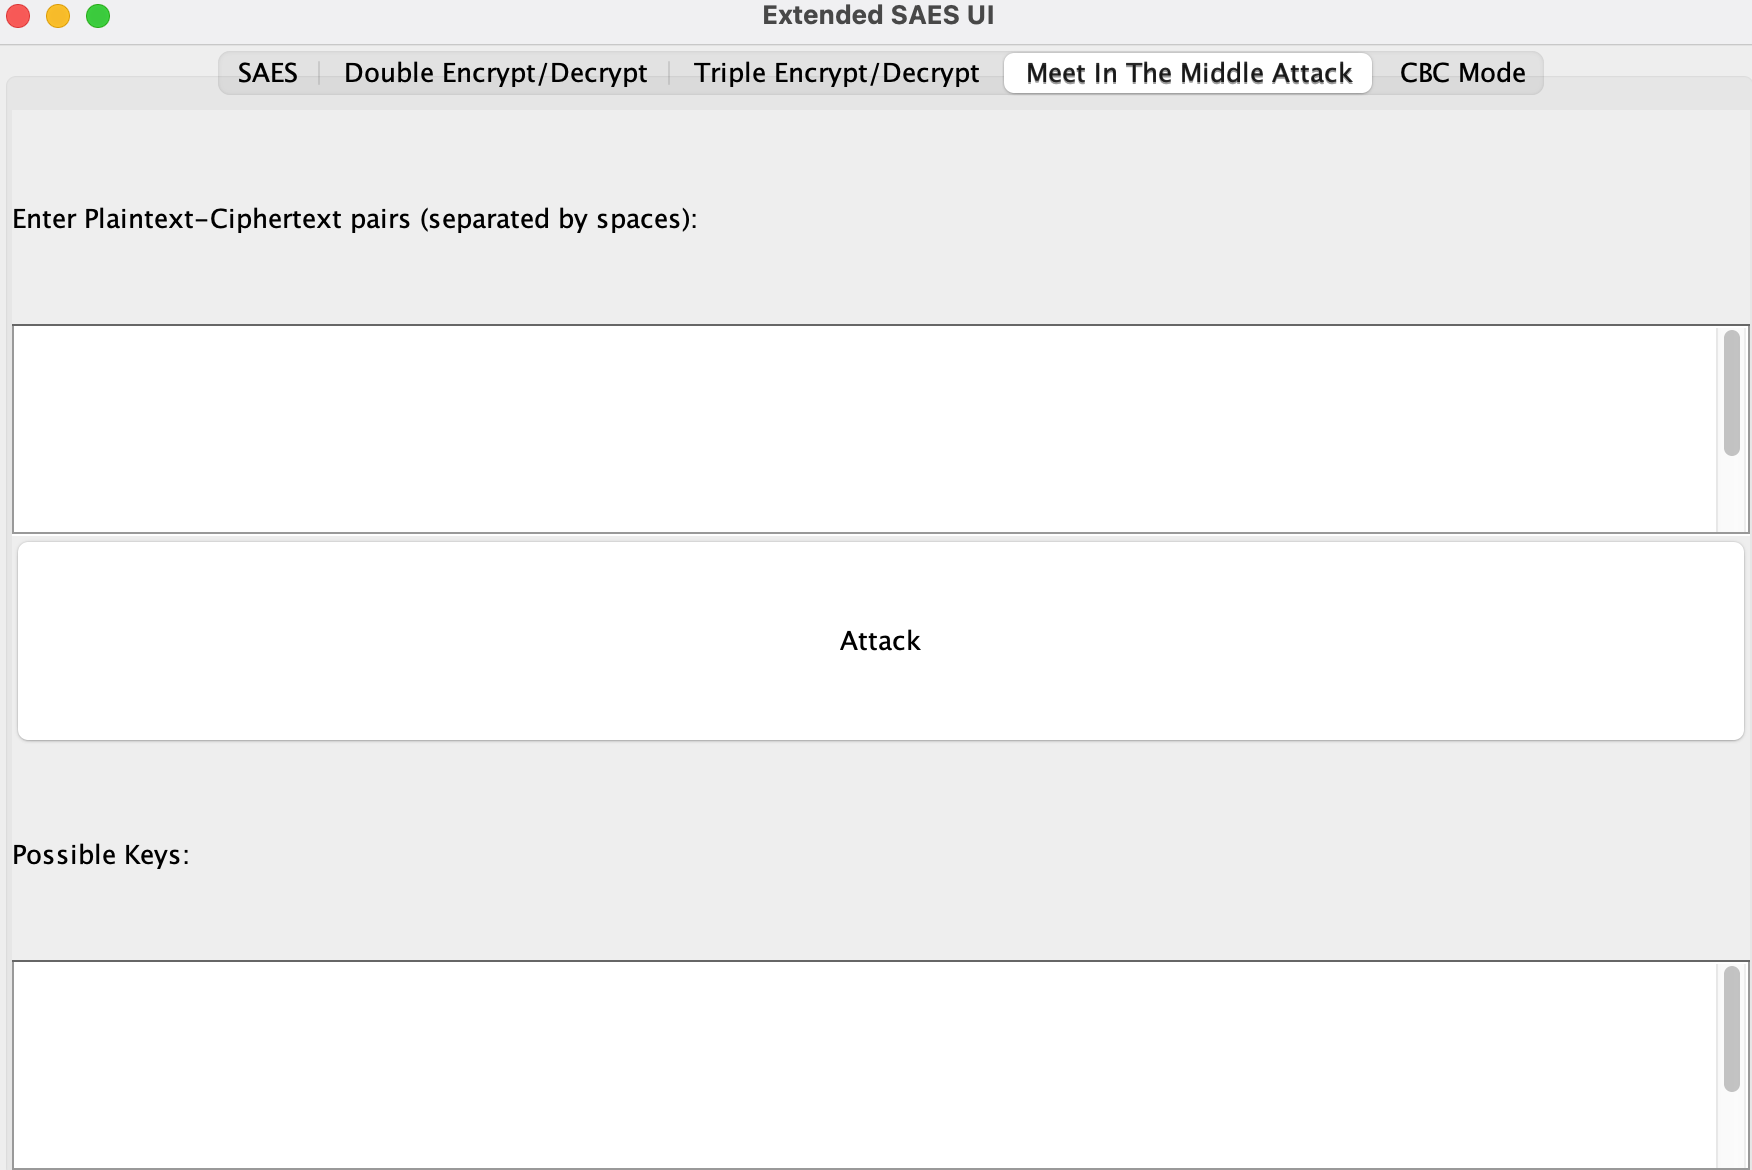 Extended SAES UI
SAES Double Encrypt/Decrypt Triple Encrypt/Decrypt Meet In The Middle Attack CBC Mode
Enter Plaintext-Ciphertext pairs (separated by spaces):
Attack
Possible Keys: